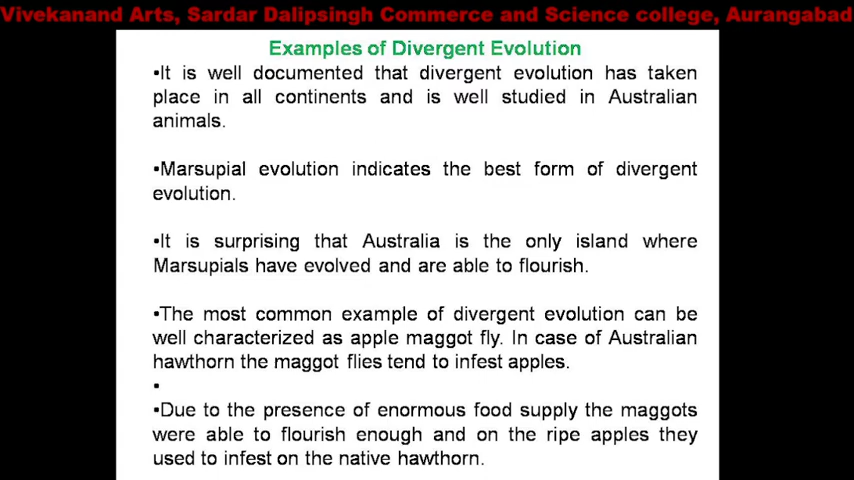 Vivekanand Arts, Sardar Dalipsingh Commerce and Science college, Aurangabad
Examples of Divergent Evolution
•It is well documented that divergent evolution has taken
place in all continents and is well studied in Australian
animals.
•Marsupial evolution indicates the best form of divergent
evolution.
•It is surprising that Australia is the only island where
Marsupials have evolved and are able to flourish.
•The most common example of divergent evolution can be
well characterized as apple maggot fly. In case of Australian
hawthorn the maggot flies tend to infest apples.
•
•Due to the presence of enormous food supply the maggots
were able to flourish enough and on the ripe apples they
used to infest on the native hawthorn.